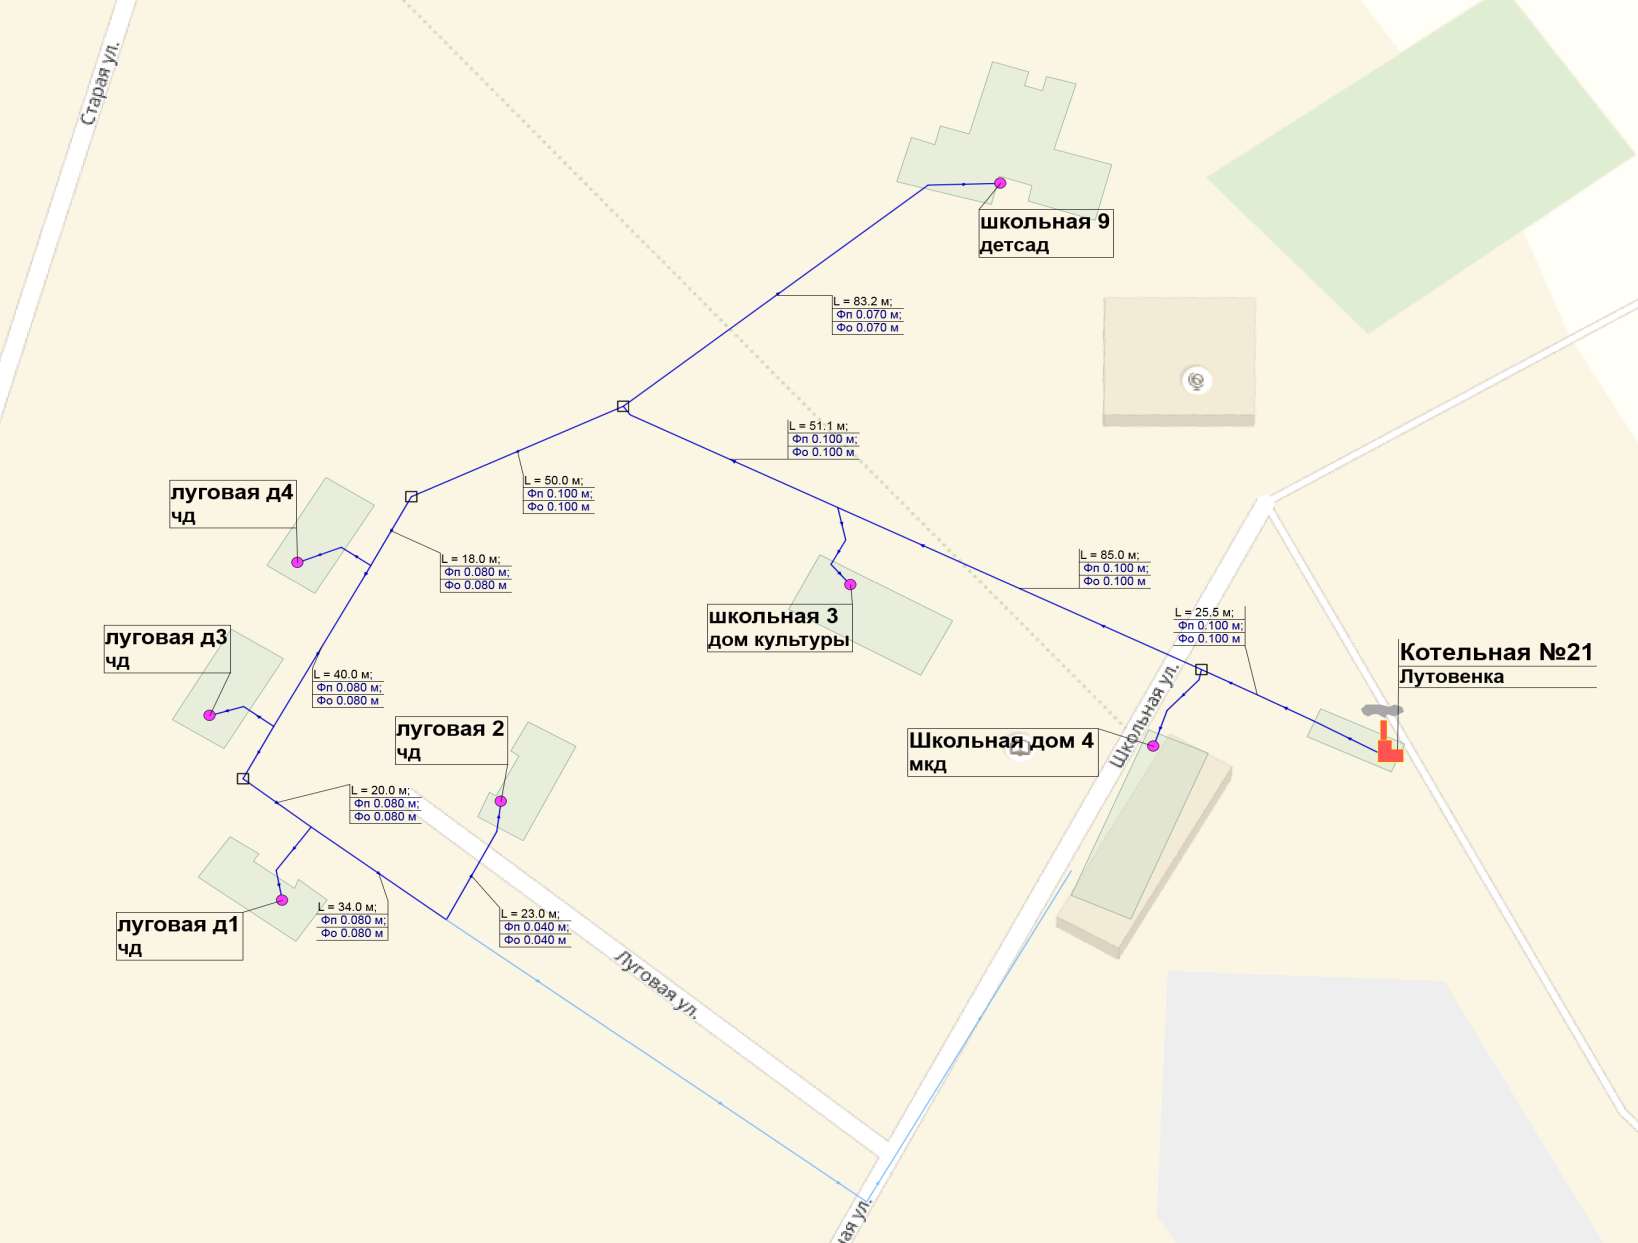 Старая ул.
школьная 9
детсад
L = 83.2 м;
Фп 0.070 м;
Фо 0.070 м
L = 51.1 м;
Фп 0.100 м;
Фо 0.100 м
L = 50.0 м;
Фп 0.100 м;
Фо 0.100 м
луговая д4
чд
L = 18.0 м;
Фп 0.080 м;
Фо 0.080 м
L = 85.0 м;
Фп 0.100 м;
Фо 0.100 м
школьная 3
дом культуры
L = 25.5 м;
Фп 0.100 м;
Фо 0.100 м
луговая д3
чд
Котельная №21
Лутовенка
L = 40.0 м;
Фп 0.080 м;
Фо 0.080 м
Школьная ул.
луговая 2
чд
Школьная дом 4
мкд
L = 20.0 м;
Фп 0.080 м;
Фо 0.080 м
L = 34.0 м;
Фп 0.080 м;
Фо 0.080 м
луговая д1
чд
L = 23.0 м;
Фп 0.040 м;
Фо 0.040 м
Луговая ул.
ная ул.